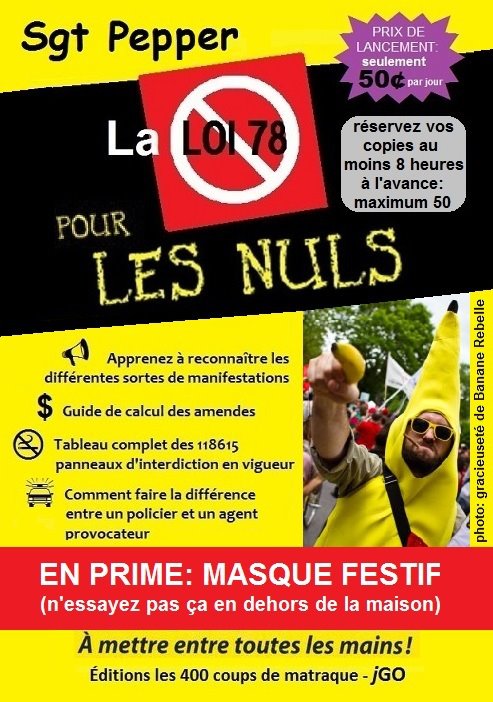 Sgt Pepper
PRIX DE
LANCEMENT:
seulement
50¢ par jour
La LOI 78
réservez vos
copies au
moins 8 heures
à l'avance:
maximum 50
POUR
LES NULS
Apprenez à reconnaître les
différentes sortes de manifestations
$ Guide de calcul des amendes
Tableau complet des 118615
panneaux d'interdiction en vigueur
Comment faire la différence
entre un policier et un agent
provocateur
photo: gracieuseté de Banane Rebelle
EN PRIME: MASQUE FESTIF
(n'essayez pas ça en dehors de la maison)
À mettre entre toutes les mains!
Éditions les 400 coups de matraque - jGO